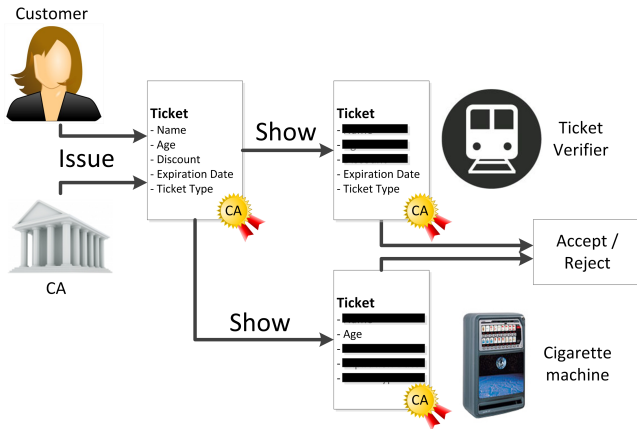 Customer
Issue
CA
Ticket
- Name
- Age
- Discount
- Expiration Date
- Ticket Type
CA
Show
Ticket
-
-
-
- Expiration Date
- Ticket Type
CA
Ticket
Verifier
Accept /
Reject
Show
Ticket
-
- Age
-
-
-
CA
Cigarette
machine